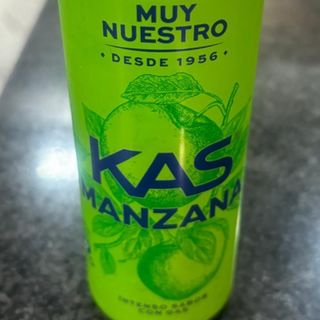 MUY
NUESTRO
• DESDE 1956 •
KAS
MANZANA
INTENSO SABOR
CON GAS